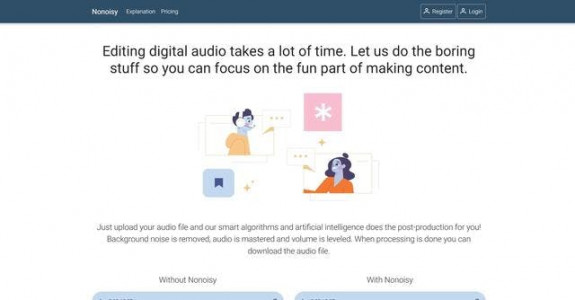 Nonoisy Explanation Pricing Register Login
Editing digital audio takes a lot of time. Let us do the boring
stuff so you can focus on the fun part of making content.
Just upload your audio file and our smart algorithms and artificial intelligence does the post-production for you!
Background noise is removed, audio is mastered and volume is leveled. When processing is done you can
download the audio file.
Without Nonoisy With Nonoisy